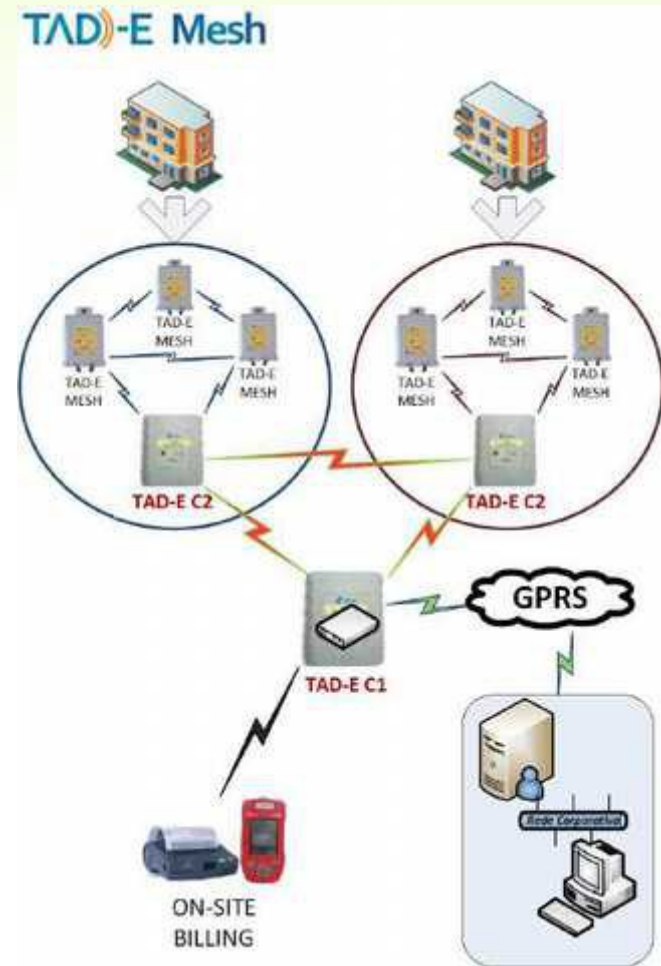 TAD)-E Mesh
TAD-E
MESH
TAD-E
MESH
TAD-E
MESH
TAD-E C2
TAD-E
MESH
TAD-E
MESH
TAD-E
MESH
TAD-E C2
GPRS
TAD-E C1
Rede Corporativa
ON-SITE
BILLING